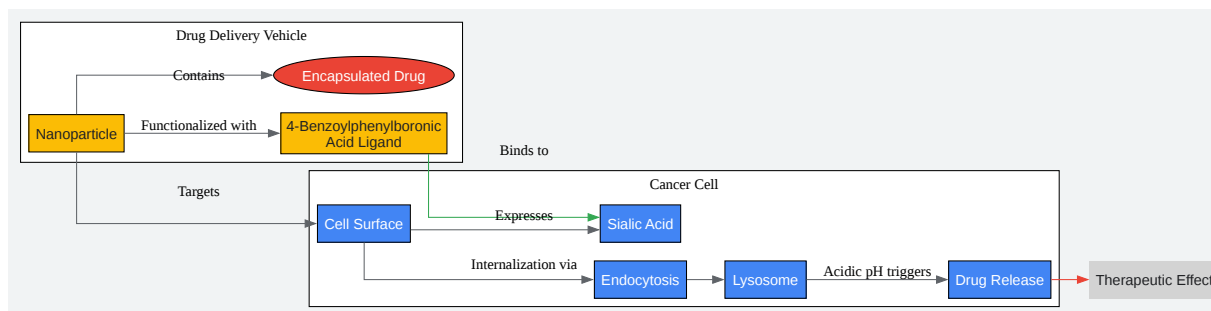 Drug Delivery Vehicle
Contains
Encapsulated Drug
Nanoparticle
Functionalized with
4-Benzoylphenylboronic
Acid Ligand
Binds to
Targets
Cancer Cell
Cell Surface
Expresses
Sialic Acid
Internalization via
Endocytosis
Lysosome
Acidic pH triggers
Drug Release
Therapeutic Effect